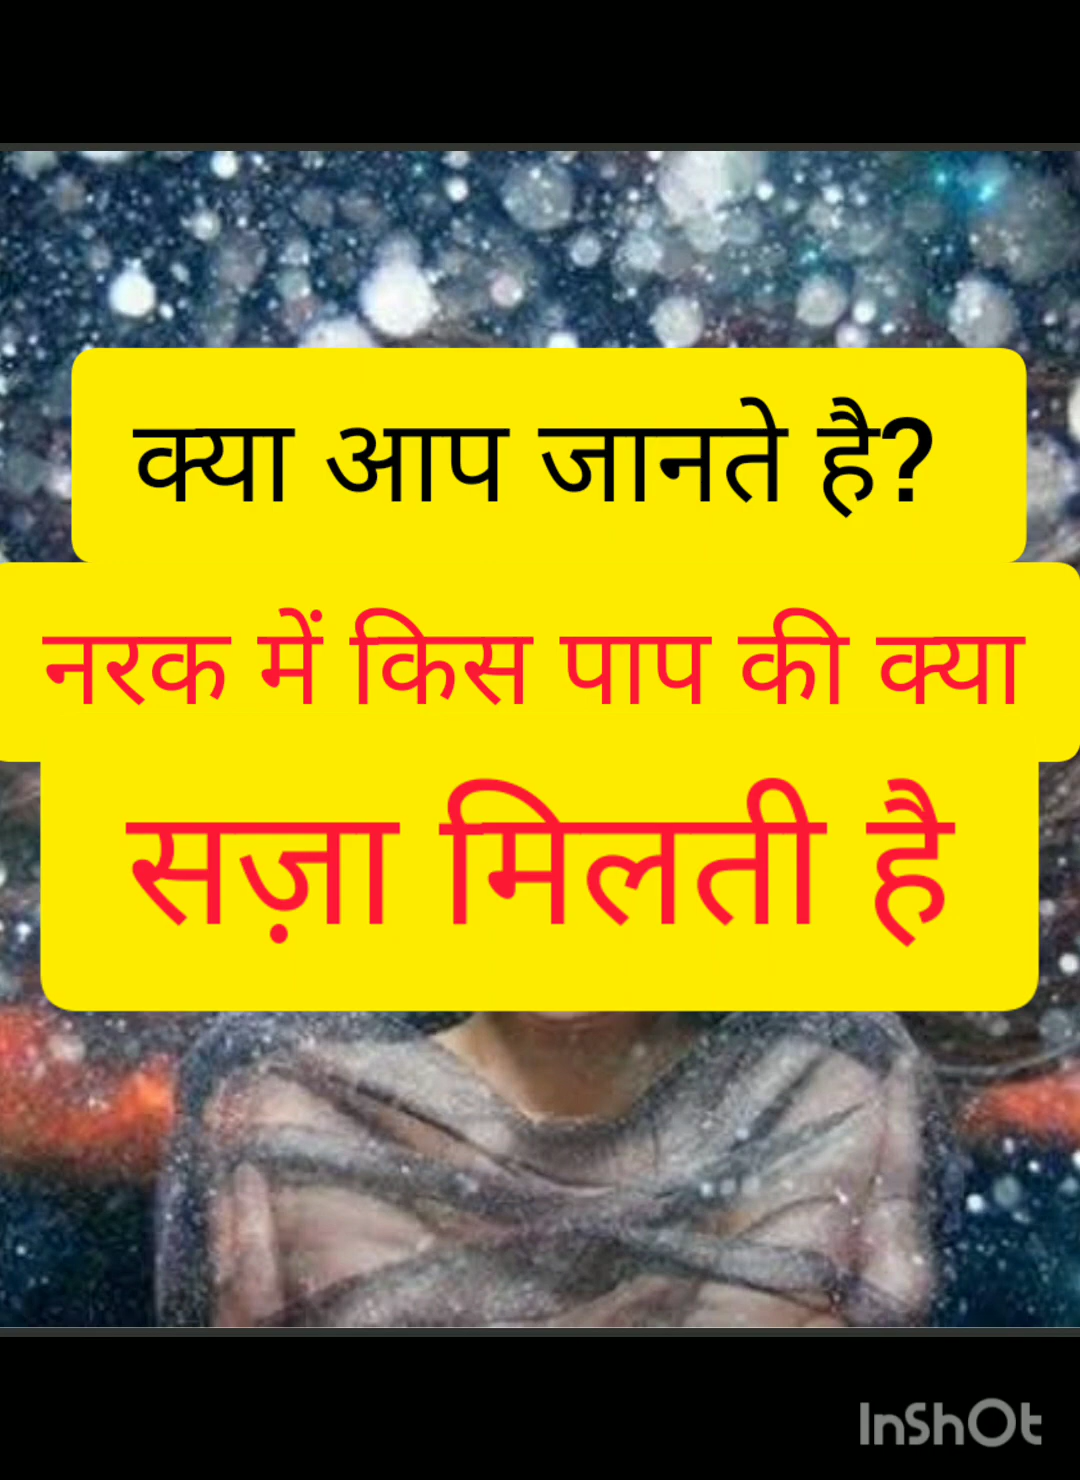 क्या आप जानते है?
नरक में किस पाप की क्या
सज़ा मिलती है
InShOt